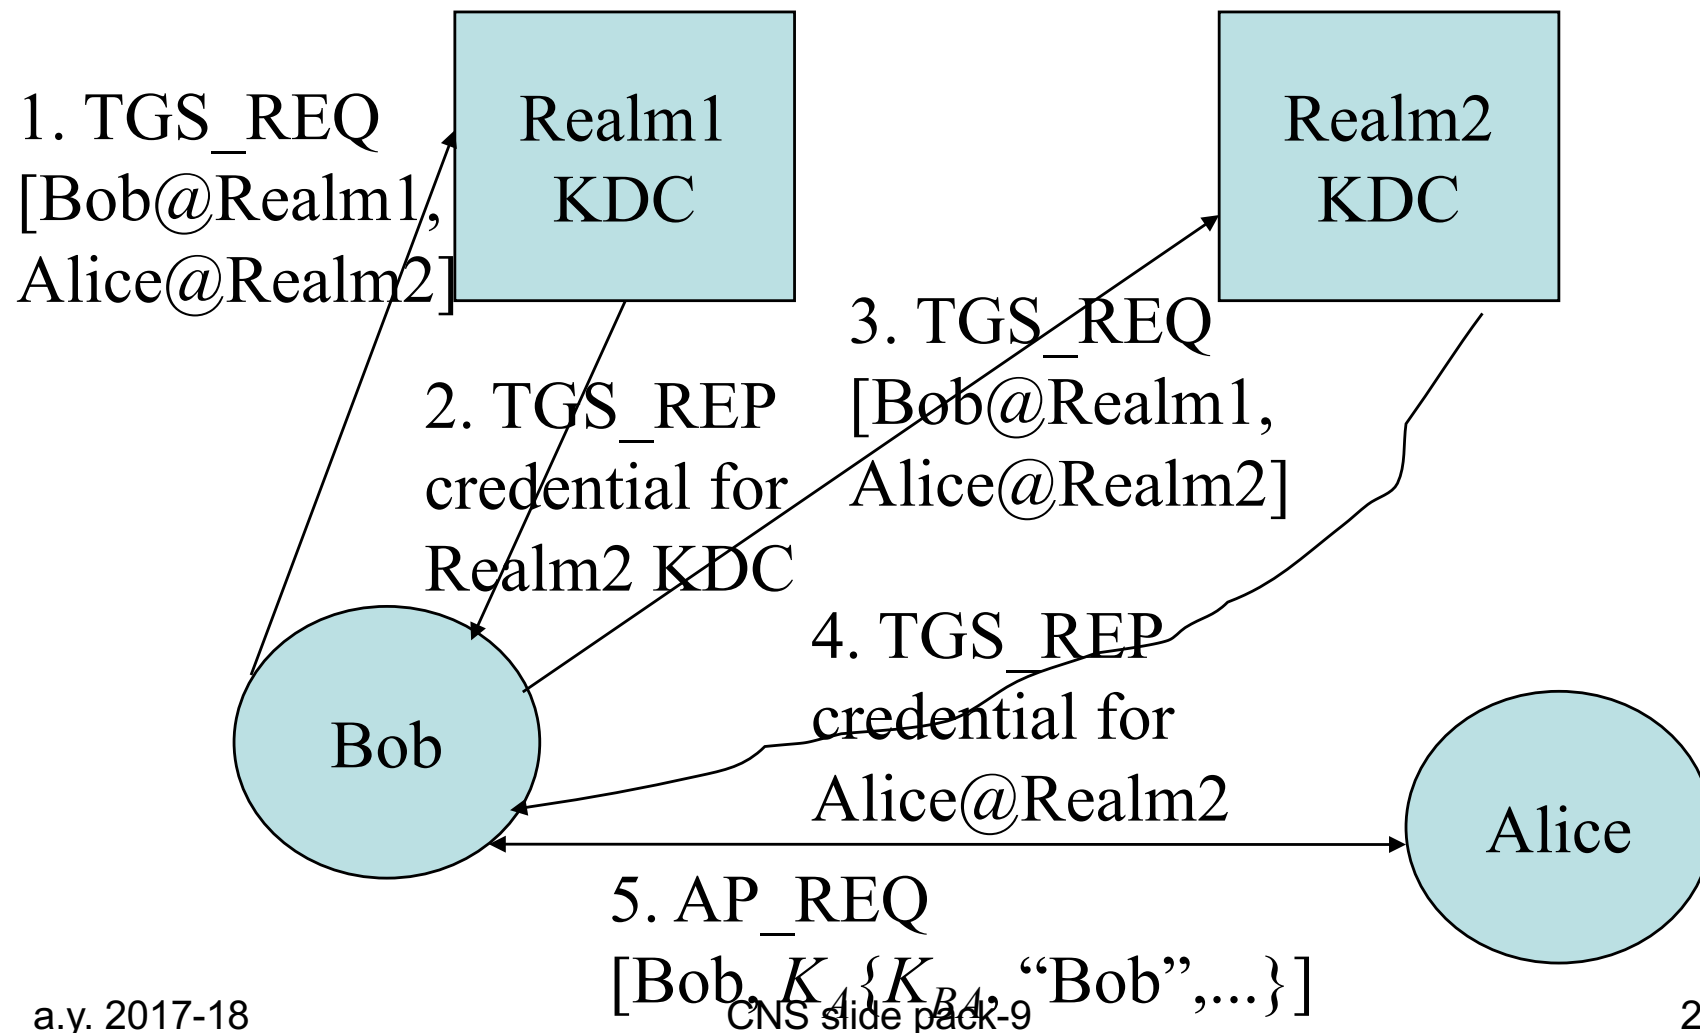 1. TGS_REQ
[Bob@Realm1,
Alice@Realm2]
Realm1
KDC
Realm2
KDC
2. TGS_REP
credential for
Realm2 KDC
3. TGS_REQ
[Bob@Realm1,
Alice@Realm2]
4. TGS_REP
credential for
Alice@Realm2
Bob
Alice
5. AP_REQ
[Bob, K_A{K_BA, “Bob”,...}]
a.y. 2017-18
CNS slide pack-9
2